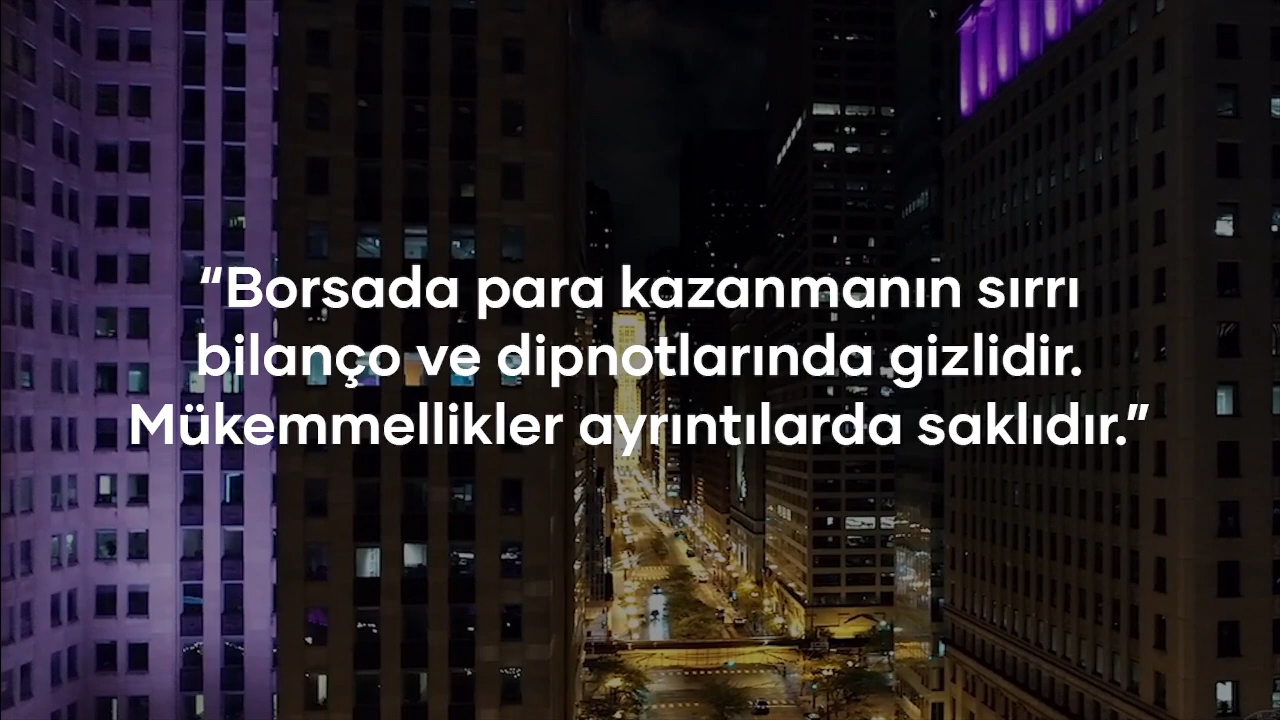 “Borsada para kazanmanın sırrı
bilanço ve dipnotlarında gizlidir.
Mükemmellikler ayrıntılarda saklıdır.”